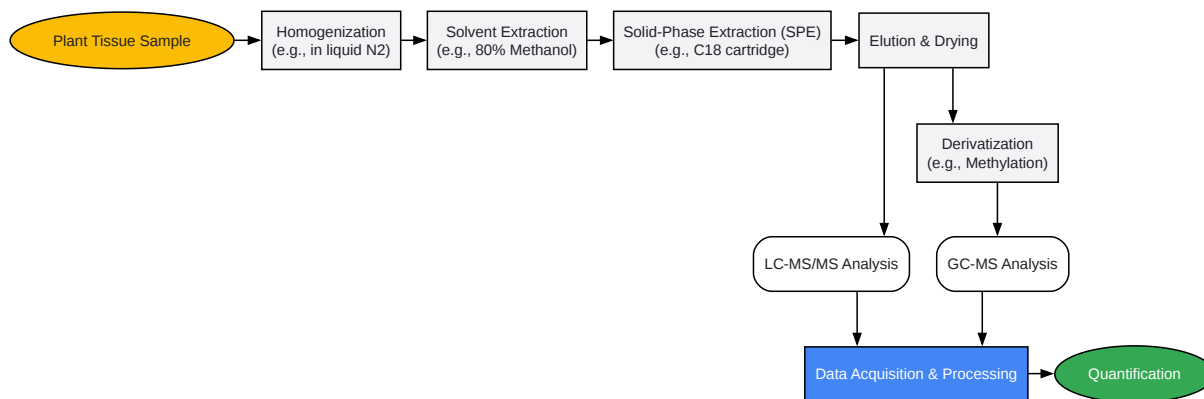 Plant Tissue Sample
Homogenization
(e.g., in liquid N2)
Solvent Extraction
(e.g., 80% Methanol)
Solid-Phase Extraction (SPE)
(e.g., C18 cartridge)
Elution & Drying
Derivatization
(e.g., Methylation)
LC-MS/MS Analysis
GC-MS Analysis
Data Acquisition & Processing
Quantification